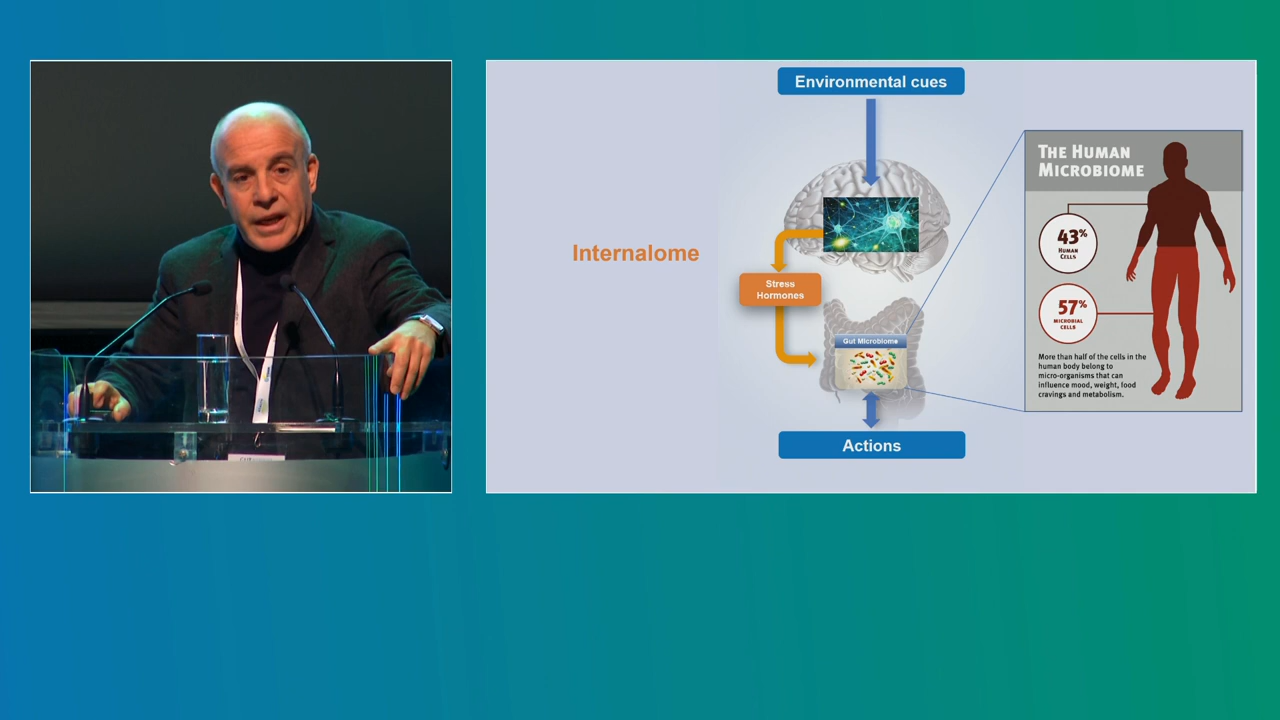 Environmental cues
Internalome
Stress
Hormones
Gut Microbiome
Actions
THE HUMAN
MICROBIOME
43%
HUMAN
CELLS
57%
MICROBIAL
CELLS
More than half of the cells in the
human body belong to
micro-organisms that can
influence mood, weight, food
cravings and metabolism.